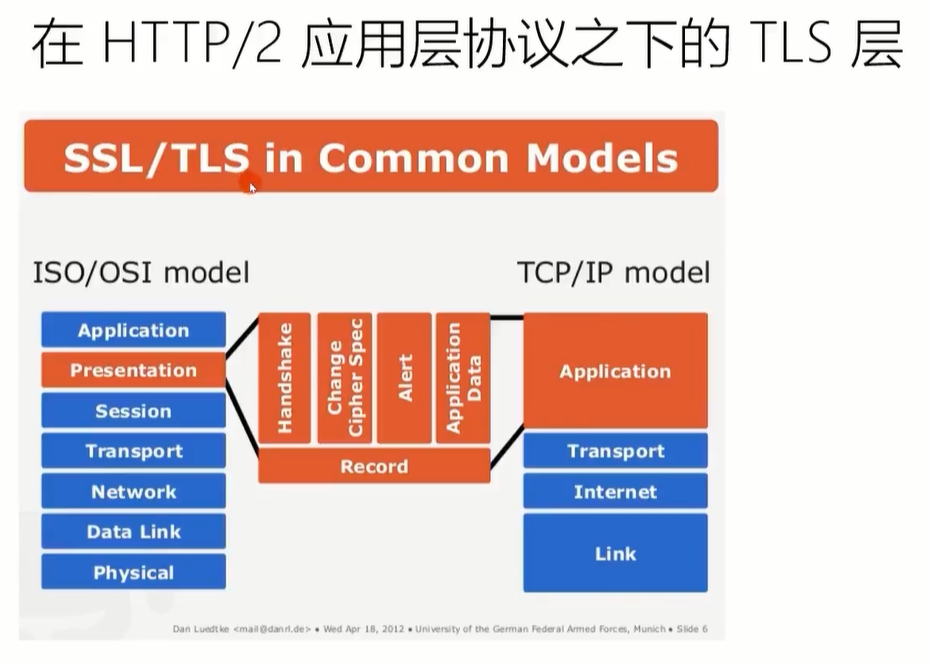 在 HTTP/2 应用层协议之下的 TLS 层
SSL/TLS in Common Models
ISO/OSI model
TCP/IP model
Application
Presentation
Session
Transport
Network
Data Link
Physical
Handshake
Change
Cipher Spec
Alert
Application
Data
Record
Application
Transport
Internet
Link
Dan Luedtke <mail@danrl.de> • Wed Apr 18, 2012 • University of the German Federal Armed Forces, Munich • Slide 6